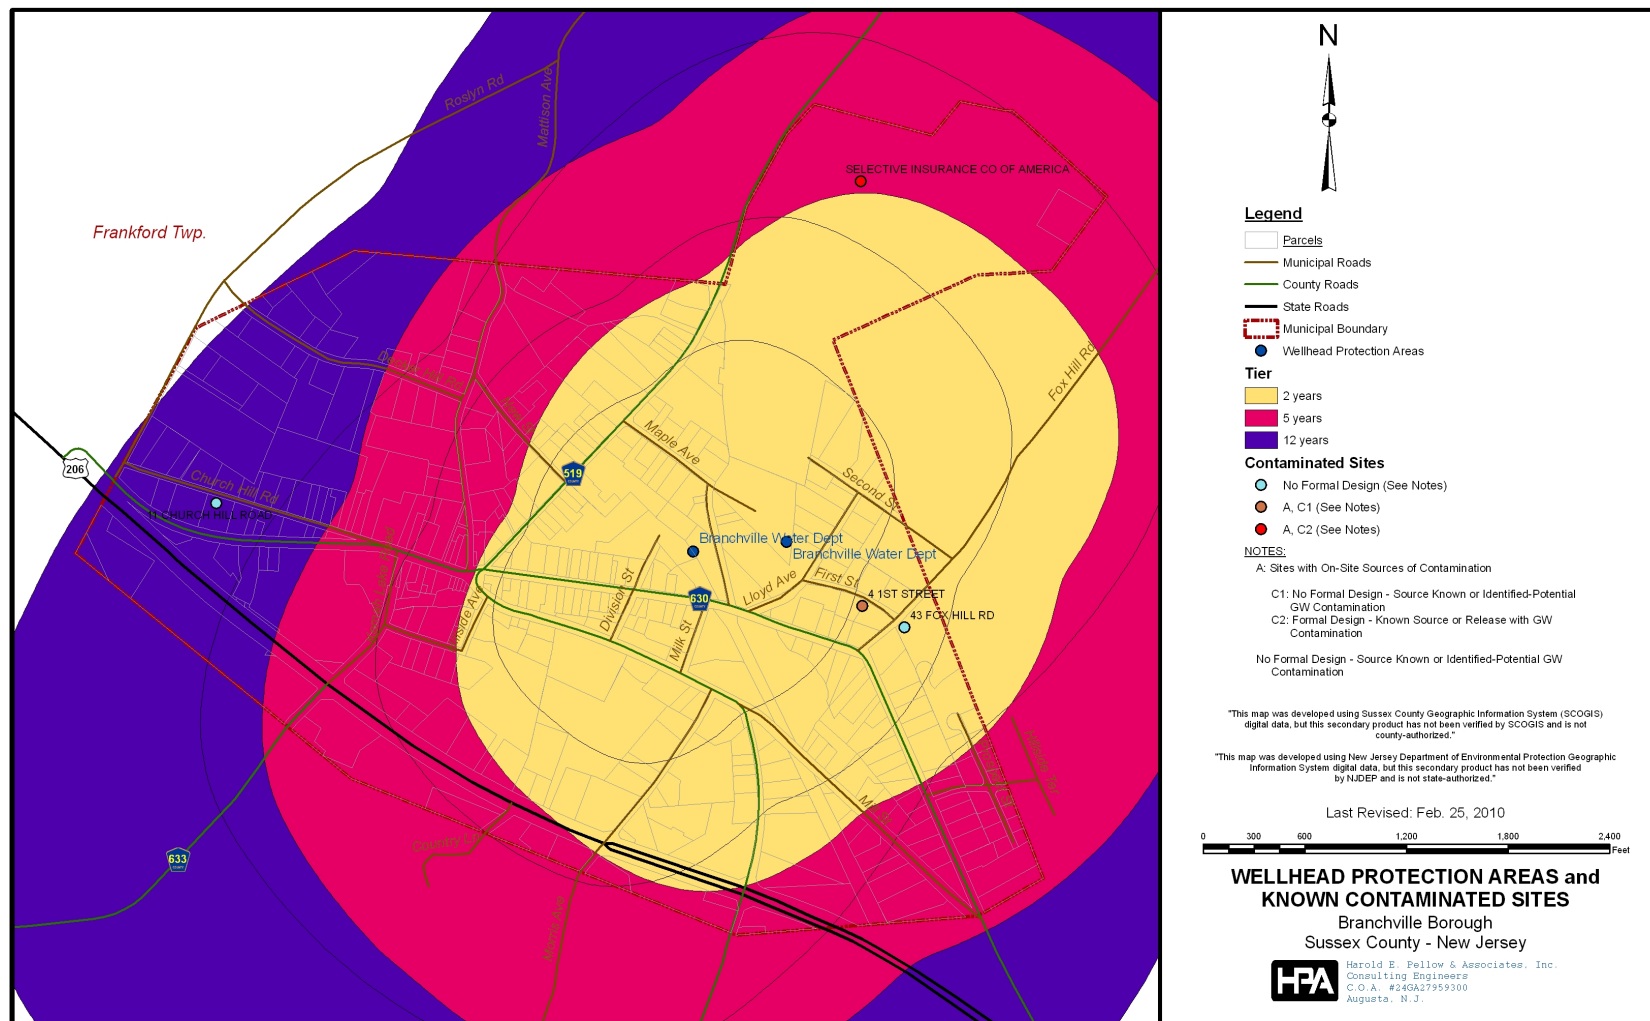 Roslyn Rd
Mattison Ave
SELECTIVE INSURANCE CO OF AMERICA
Frankford Twp.
Fox Hill Rd
Maple Ave
519
206
Church Hill Rd
11 CHURCH HILL ROAD
Second St
Branchville Water Dept
Branchville Water Dept
Division St
630
Lloyd Ave
First St
4 1ST STREET
43 FOX HILL RD
Milk St
633
N
Legend
Parcels
Municipal Roads
County Roads
State Roads
Municipal Boundary
Wellhead Protection Areas
Tier
2 years
5 years
12 years
Contaminated Sites
No Formal Design (See Notes)
A, C1 (See Notes)
A, C2 (See Notes)
NOTES:
A: Sites with On-Site Sources of Contamination
C1: No Formal Design - Source Known or Identified-Potential
GW Contamination
C2: Formal Design - Known Source or Release with GW
Contamination
No Formal Design - Source Known or Identified-Potential GW
Contamination
"This map was developed using Sussex County Geographic Information System (SCOGIS)
digital data, but this secondary product has not been verified by SCOGIS and is not
county-authorized."
"This map was developed using New Jersey Department of Environmental Protection Geographic
Information System digital data, but this secondary product has not been verified
by NJDEP and is not state-authorized."
Last Revised: Feb. 25, 2010
0 300 600 1,200 1,800 2,400
Feet
WELLHEAD PROTECTION AREAS and
KNOWN CONTAMINATED SITES
Branchville Borough
Sussex County - New Jersey
HPA
Harold E. Pellow & Associates, Inc.
Consulting Engineers
C.O.A. #24GA27959300
Augusta, N.J.